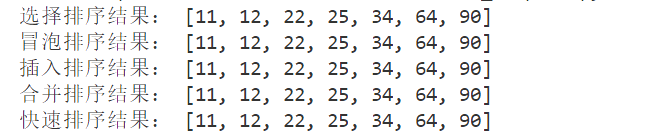 选择排序结果： [11, 12, 22, 25, 34, 64, 90]
冒泡排序结果： [11, 12, 22, 25, 34, 64, 90]
插入排序结果： [11, 12, 22, 25, 34, 64, 90]
合并排序结果： [11, 12, 22, 25, 34, 64, 90]
快速排序结果： [11, 12, 22, 25, 34, 64, 90]